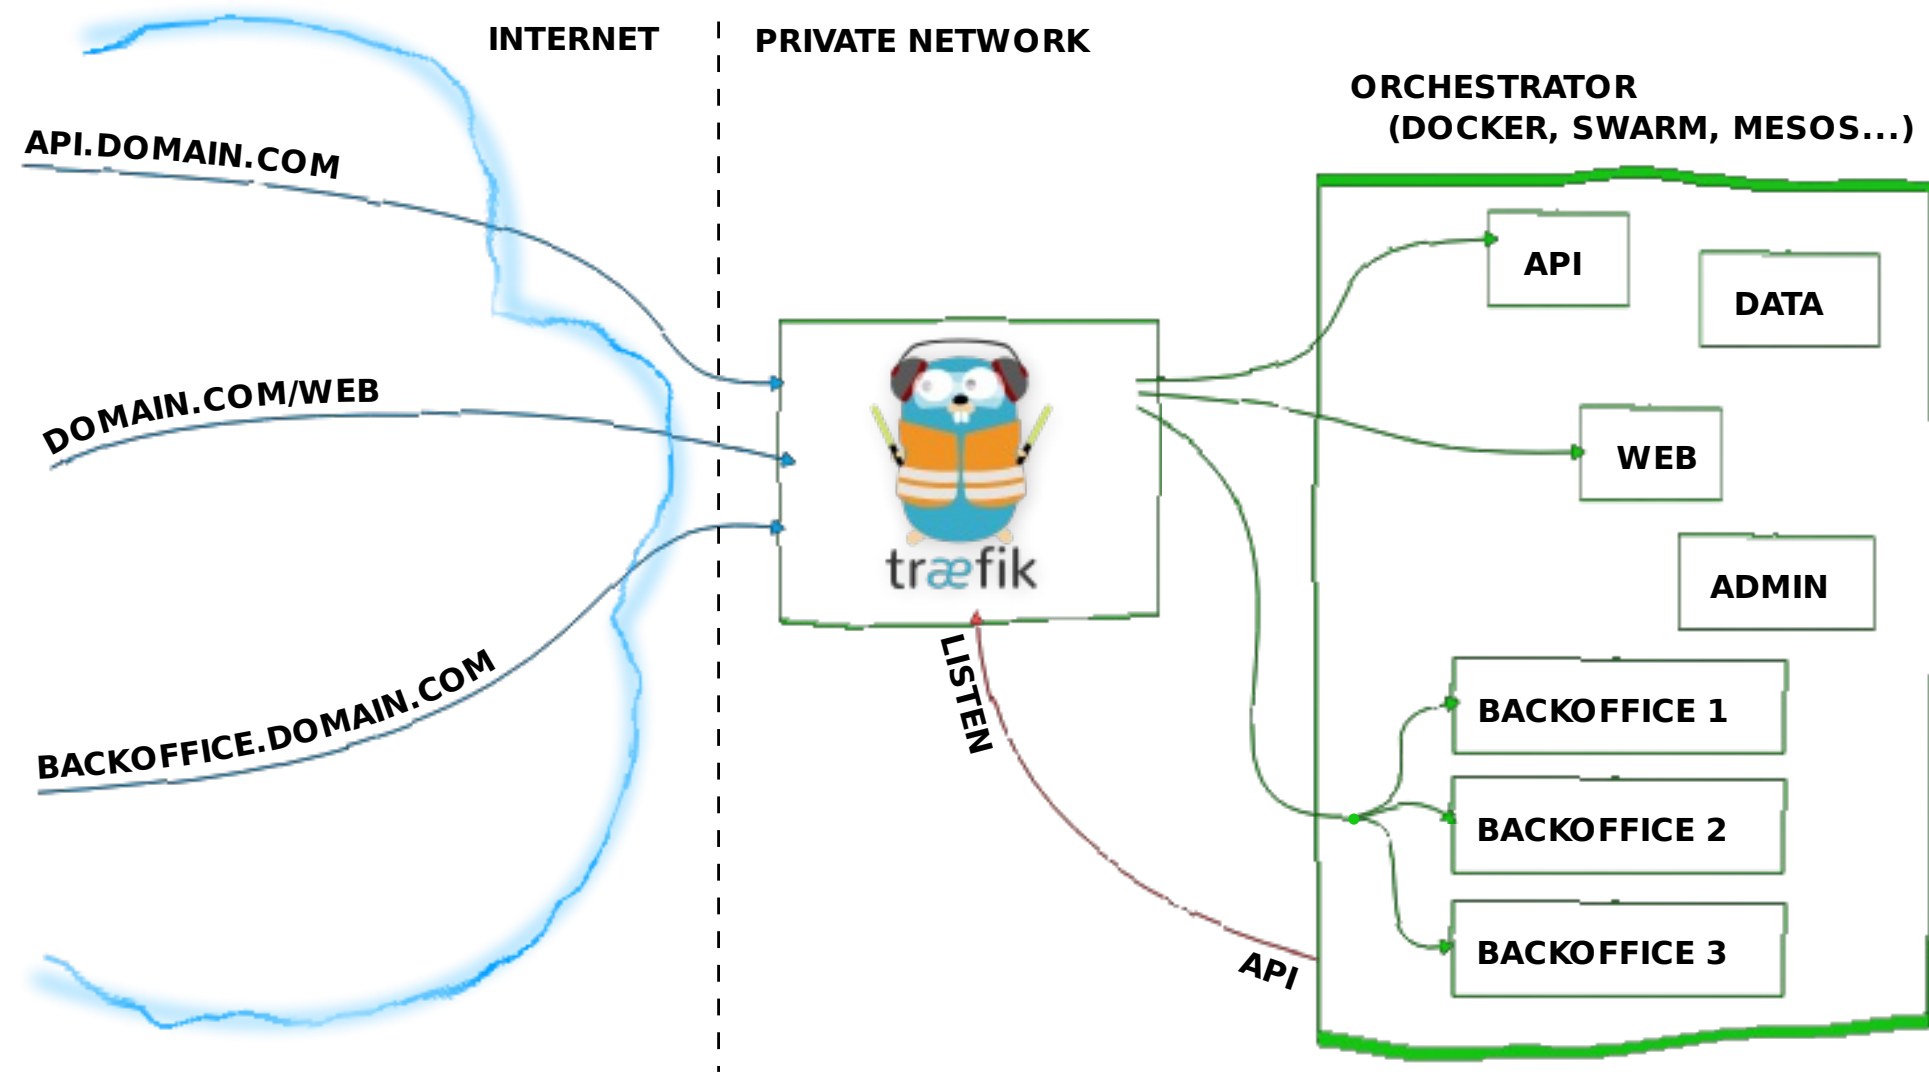 INTERNET
PRIVATE NETWORK
ORCHESTRATOR
(DOCKER, SWARM, MESOS...)
API.DOMAIN.COM
DOMAIN.COM/WEB
BACKOFFICE.DOMAIN.COM
træfik
LISTEN
API
API
DATA
WEB
ADMIN
BACKOFFICE 1
BACKOFFICE 2
BACKOFFICE 3